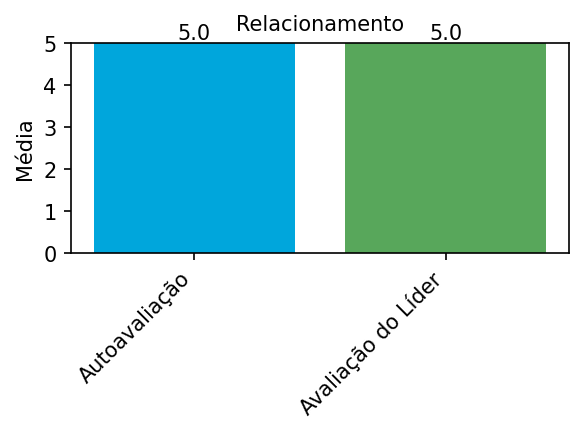 Relacionamento
5.0
5.0
5
4
3
2
1
0
Média
Autoavaliação
Avaliação do Líder